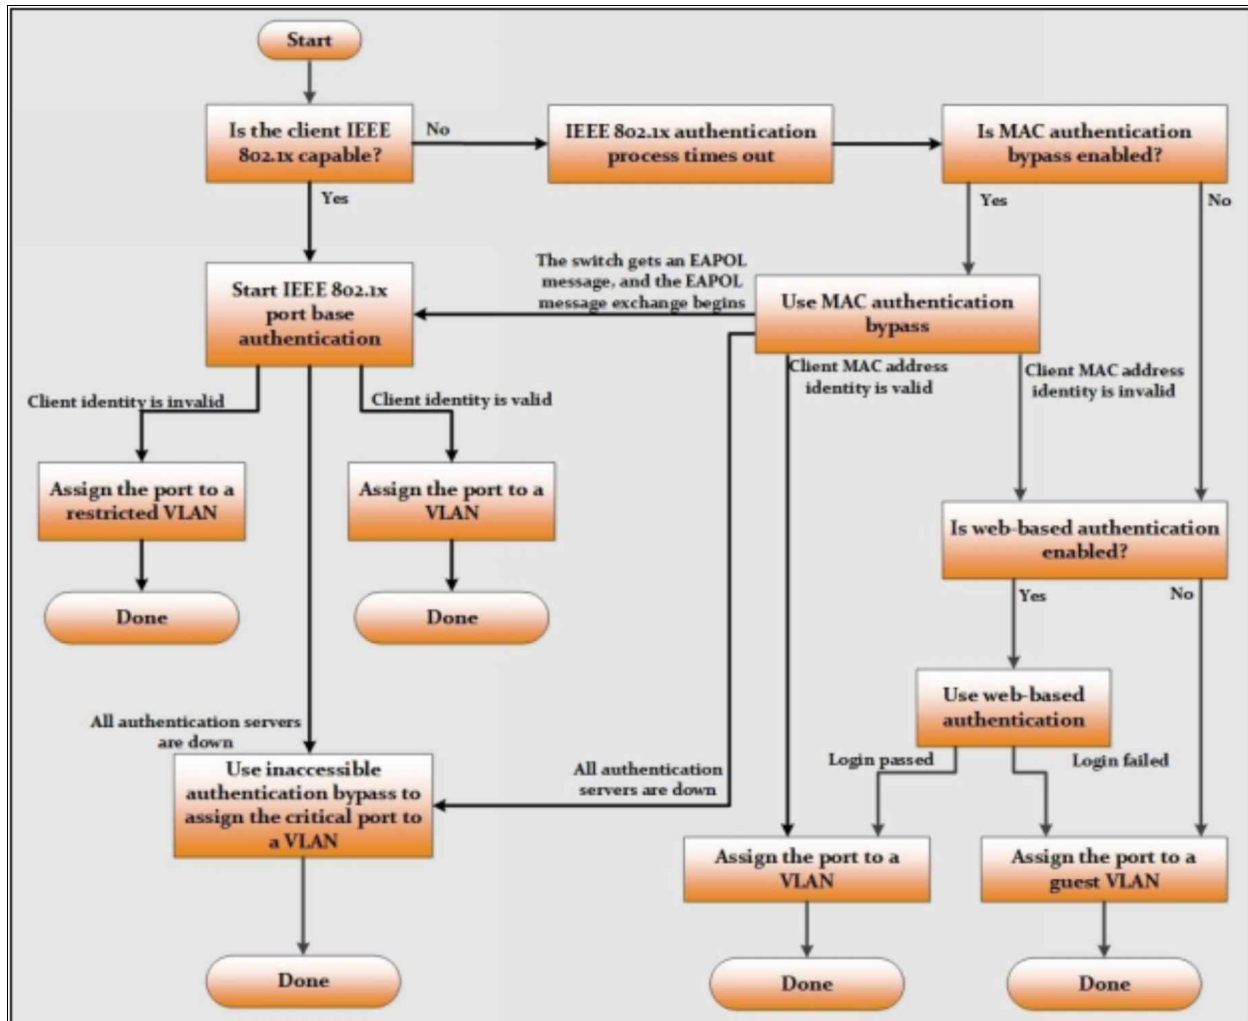 Start
Is the client IEEE
802.1x capable?
No
IEEE 802.1x authentication
process times out
Is MAC authentication
bypass enabled?
Yes
Yes
No
The switch gets an EAPOL
message, and the EAPOL
message exchange begins
Start IEEE 802.1x
port base
authentication
Use MAC authentication
bypass
Client MAC address
identity is valid
Client MAC address
identity is invalid
Client identity is invalid
Client identity is valid
Assign the port to a
restricted VLAN
Assign the port to a
VLAN
Is web-based authentication
enabled?
Done
Done
Yes
No
Use web-based
authentication
All authentication servers
are down
Login passed
Login failed
Use inaccessible
authentication bypass to
assign the critical port to
a VLAN
All authentication
servers are down
Assign the port to a
VLAN
Assign the port to a
guest VLAN
Done
Done
Done